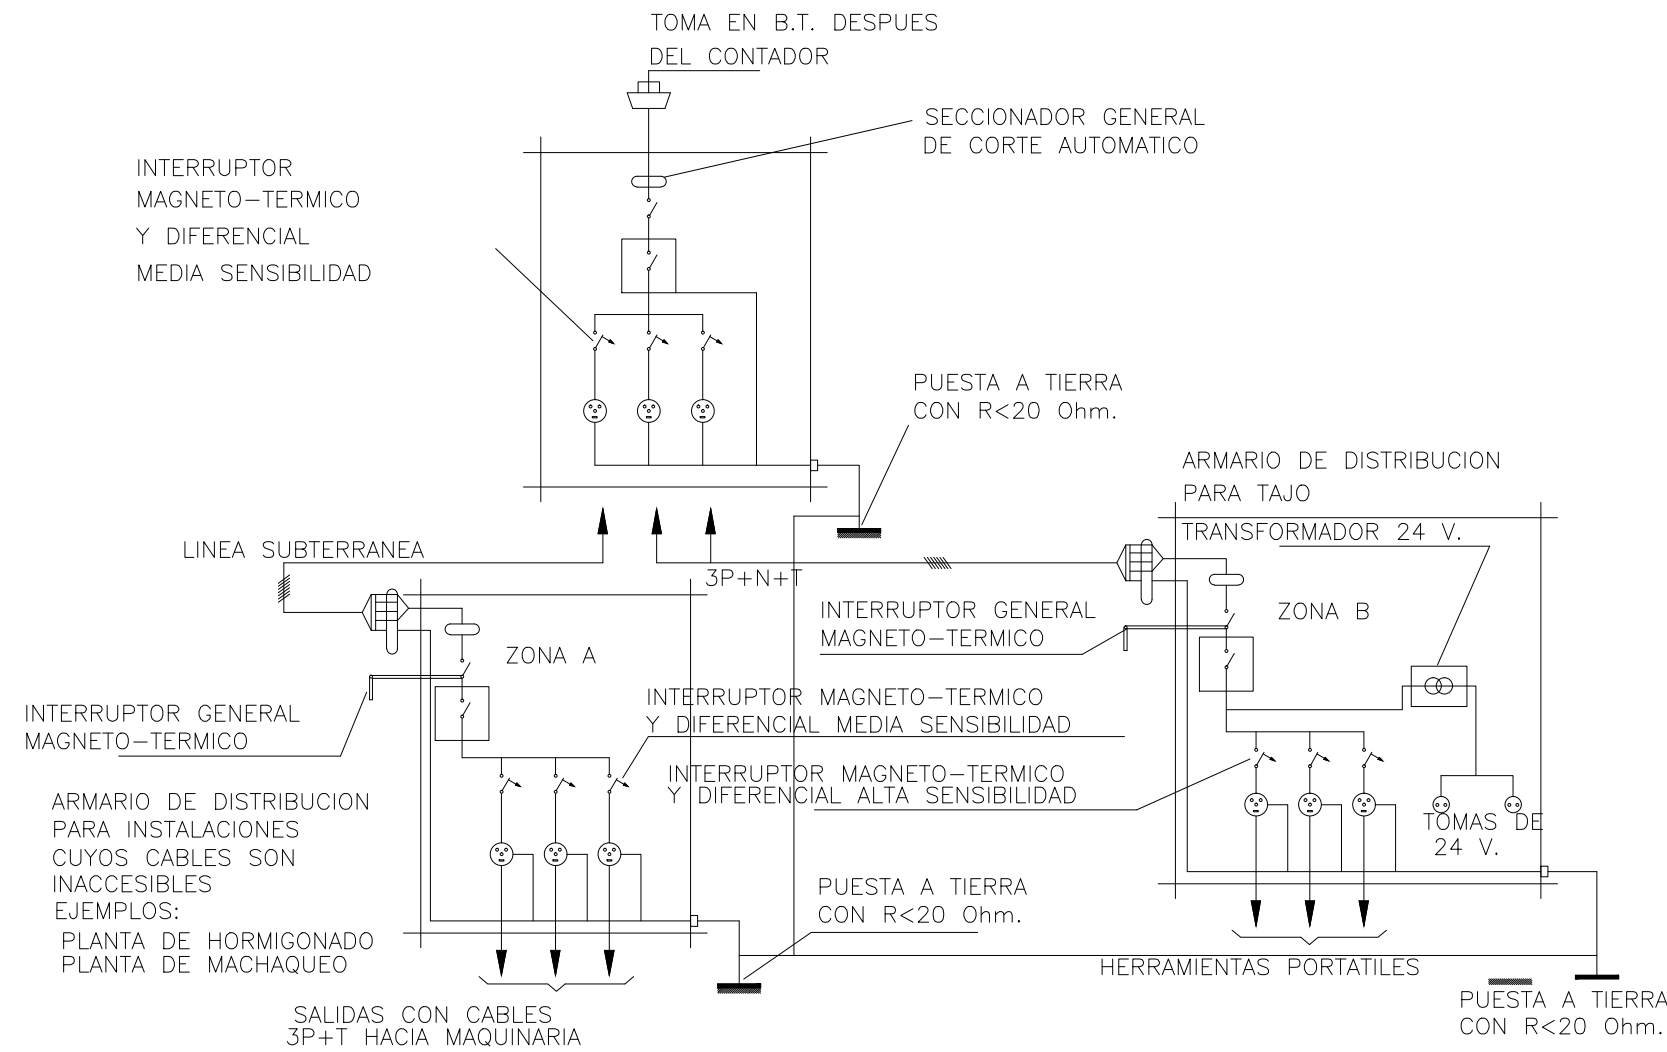 TOMA EN B.T. DESPUES
DEL CONTADOR
SECCIONADOR GENERAL
DE CORTE AUTOMATICO
INTERRUPTOR
MAGNETO-TERMICO
Y DIFERENCIAL
MEDIA SENSIBILIDAD
PUESTA A TIERRA
CON R<20 Ohm.
ARMARIO DE DISTRIBUCION
PARA TAJO
TRANSFORMADOR 24 V.
LINEA SUBTERRANEA
3P+N+T
INTERRUPTOR GENERAL
MAGNETO-TERMICO
ZONA B
ZONA A
INTERRUPTOR GENERAL
MAGNETO-TERMICO
INTERRUPTOR MAGNETO-TERMICO
Y DIFERENCIAL MEDIA SENSIBILIDAD
INTERRUPTOR MAGNETO-TERMICO
Y DIFERENCIAL ALTA SENSIBILIDAD
TOMAS DE
24 V.
ARMARIO DE DISTRIBUCION
PARA INSTALACIONES
CUYOS CABLES SON
INACCESIBLES
EJEMPLOS:
PLANTA DE HORMIGONADO
PLANTA DE MACHAQUEO
PUESTA A TIERRA
CON R<20 Ohm.
HERRAMIENTAS PORTATILES
PUESTA A TIERRA
CON R<20 Ohm.
SALIDAS CON CABLES
3P+T HACIA MAQUINARIA